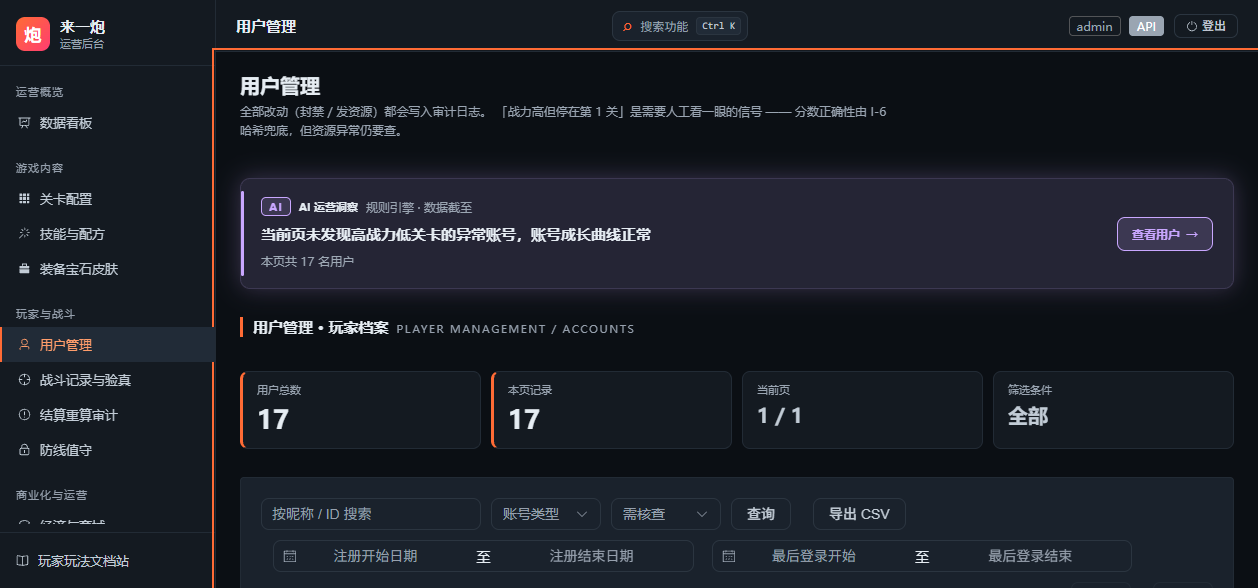 炮
来一炮
运营后台
用户管理
搜索功能 Ctrl K
admin
API
登出
运营概览
数据看板
游戏内容
关卡配置
技能与配方
装备宝石皮肤
玩家与战斗
用户管理
战斗记录与验真
结算重算审计
防线值守
商业化与运营
玩家玩法文档站
用户管理
全部改动（封禁 / 发资源）都会写入审计日志。 「战力高但停在第 1 关」是需要人工看一眼的信号 —— 分数正确性由 I-6
哈希兜底，但资源异常仍要查。
AI AI 运营洞察 规则引擎 · 数据截至
当前页未发现高战力低关卡的异常账号，账号成长曲线正常
本页共 17 名用户
查看用户 →
用户管理 • 玩家档案 PLAYER MANAGEMENT / ACCOUNTS
用户总数
17
本页记录
17
当前页
1 / 1
筛选条件
全部
按昵称 / ID 搜索
账号类型
需核查
查询
导出 CSV
注册开始日期 至 注册结束日期
最后登录开始 至 最后登录结束